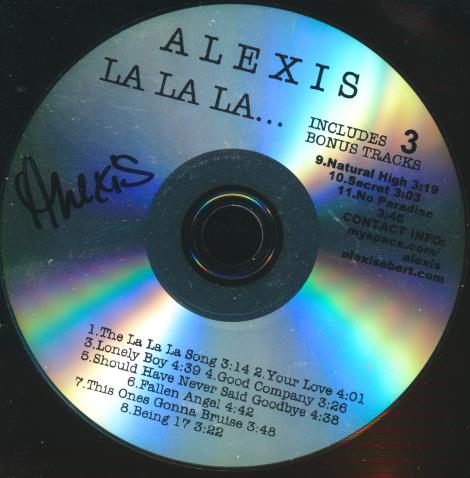 ALEXIS
LA LA LA...
INCLUDES 3
BONUS TRACKS
9.Natural High 3:19
10.Secret 3:03
11.No Paradise
3:46
CONTACT INFO:
myspace.com/
alexis
alexisebert.com
Alexis
1.The La La La Song 3:14 2.Your Love 4:01
3.Lonely Boy 4:39 4.Good Company 3:26
5.Should Have Never Said Goodbye 4:38
6.Fallen Angel 4:42
7.This Ones Gonna Bruise 3:48
8.Being 17 3:22